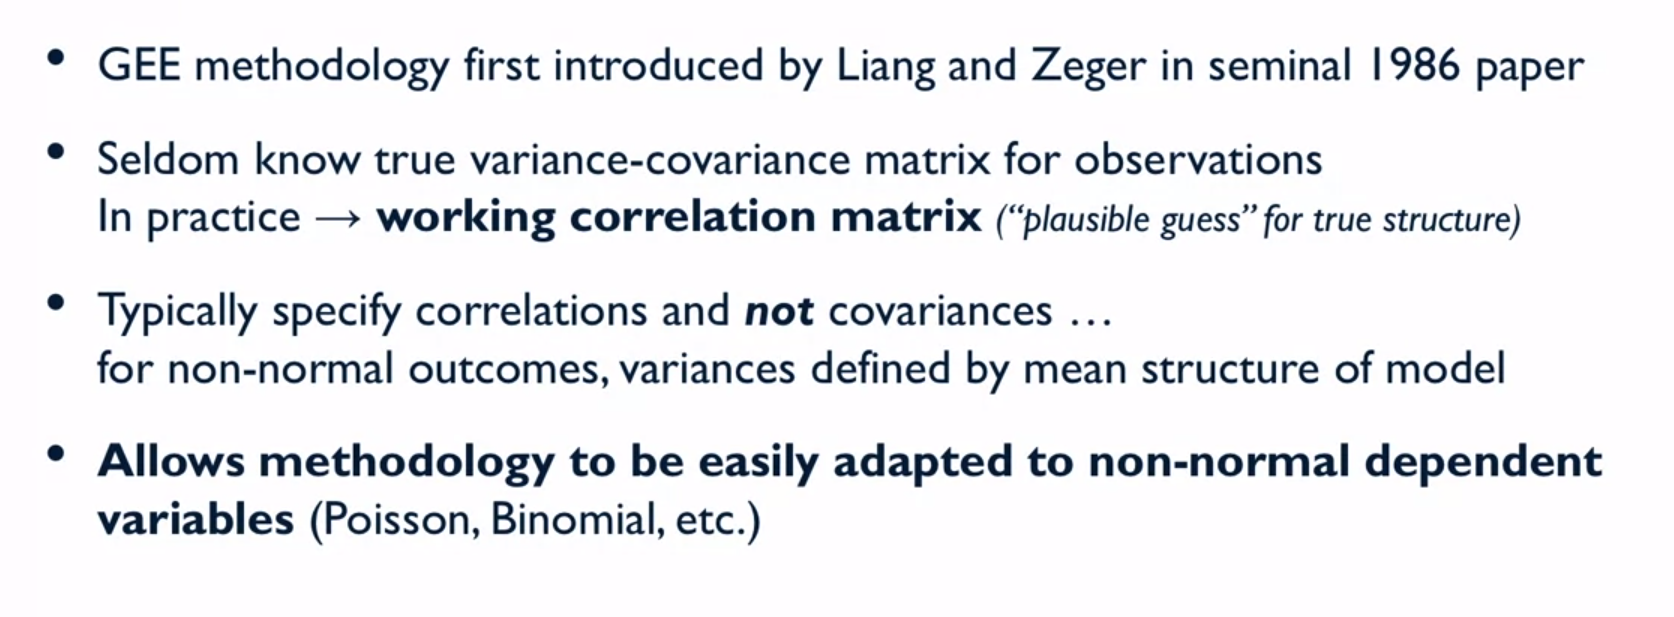 • GEE methodology first introduced by Liang and Zeger in seminal 1986 paper
• Seldom know true variance-covariance matrix for observations
In practice → working correlation matrix (“plausible guess” for true structure)
• Typically specify correlations and not covariances …
for non-normal outcomes, variances defined by mean structure of model
• Allows methodology to be easily adapted to non-normal dependent
variables (Poisson, Binomial, etc.)